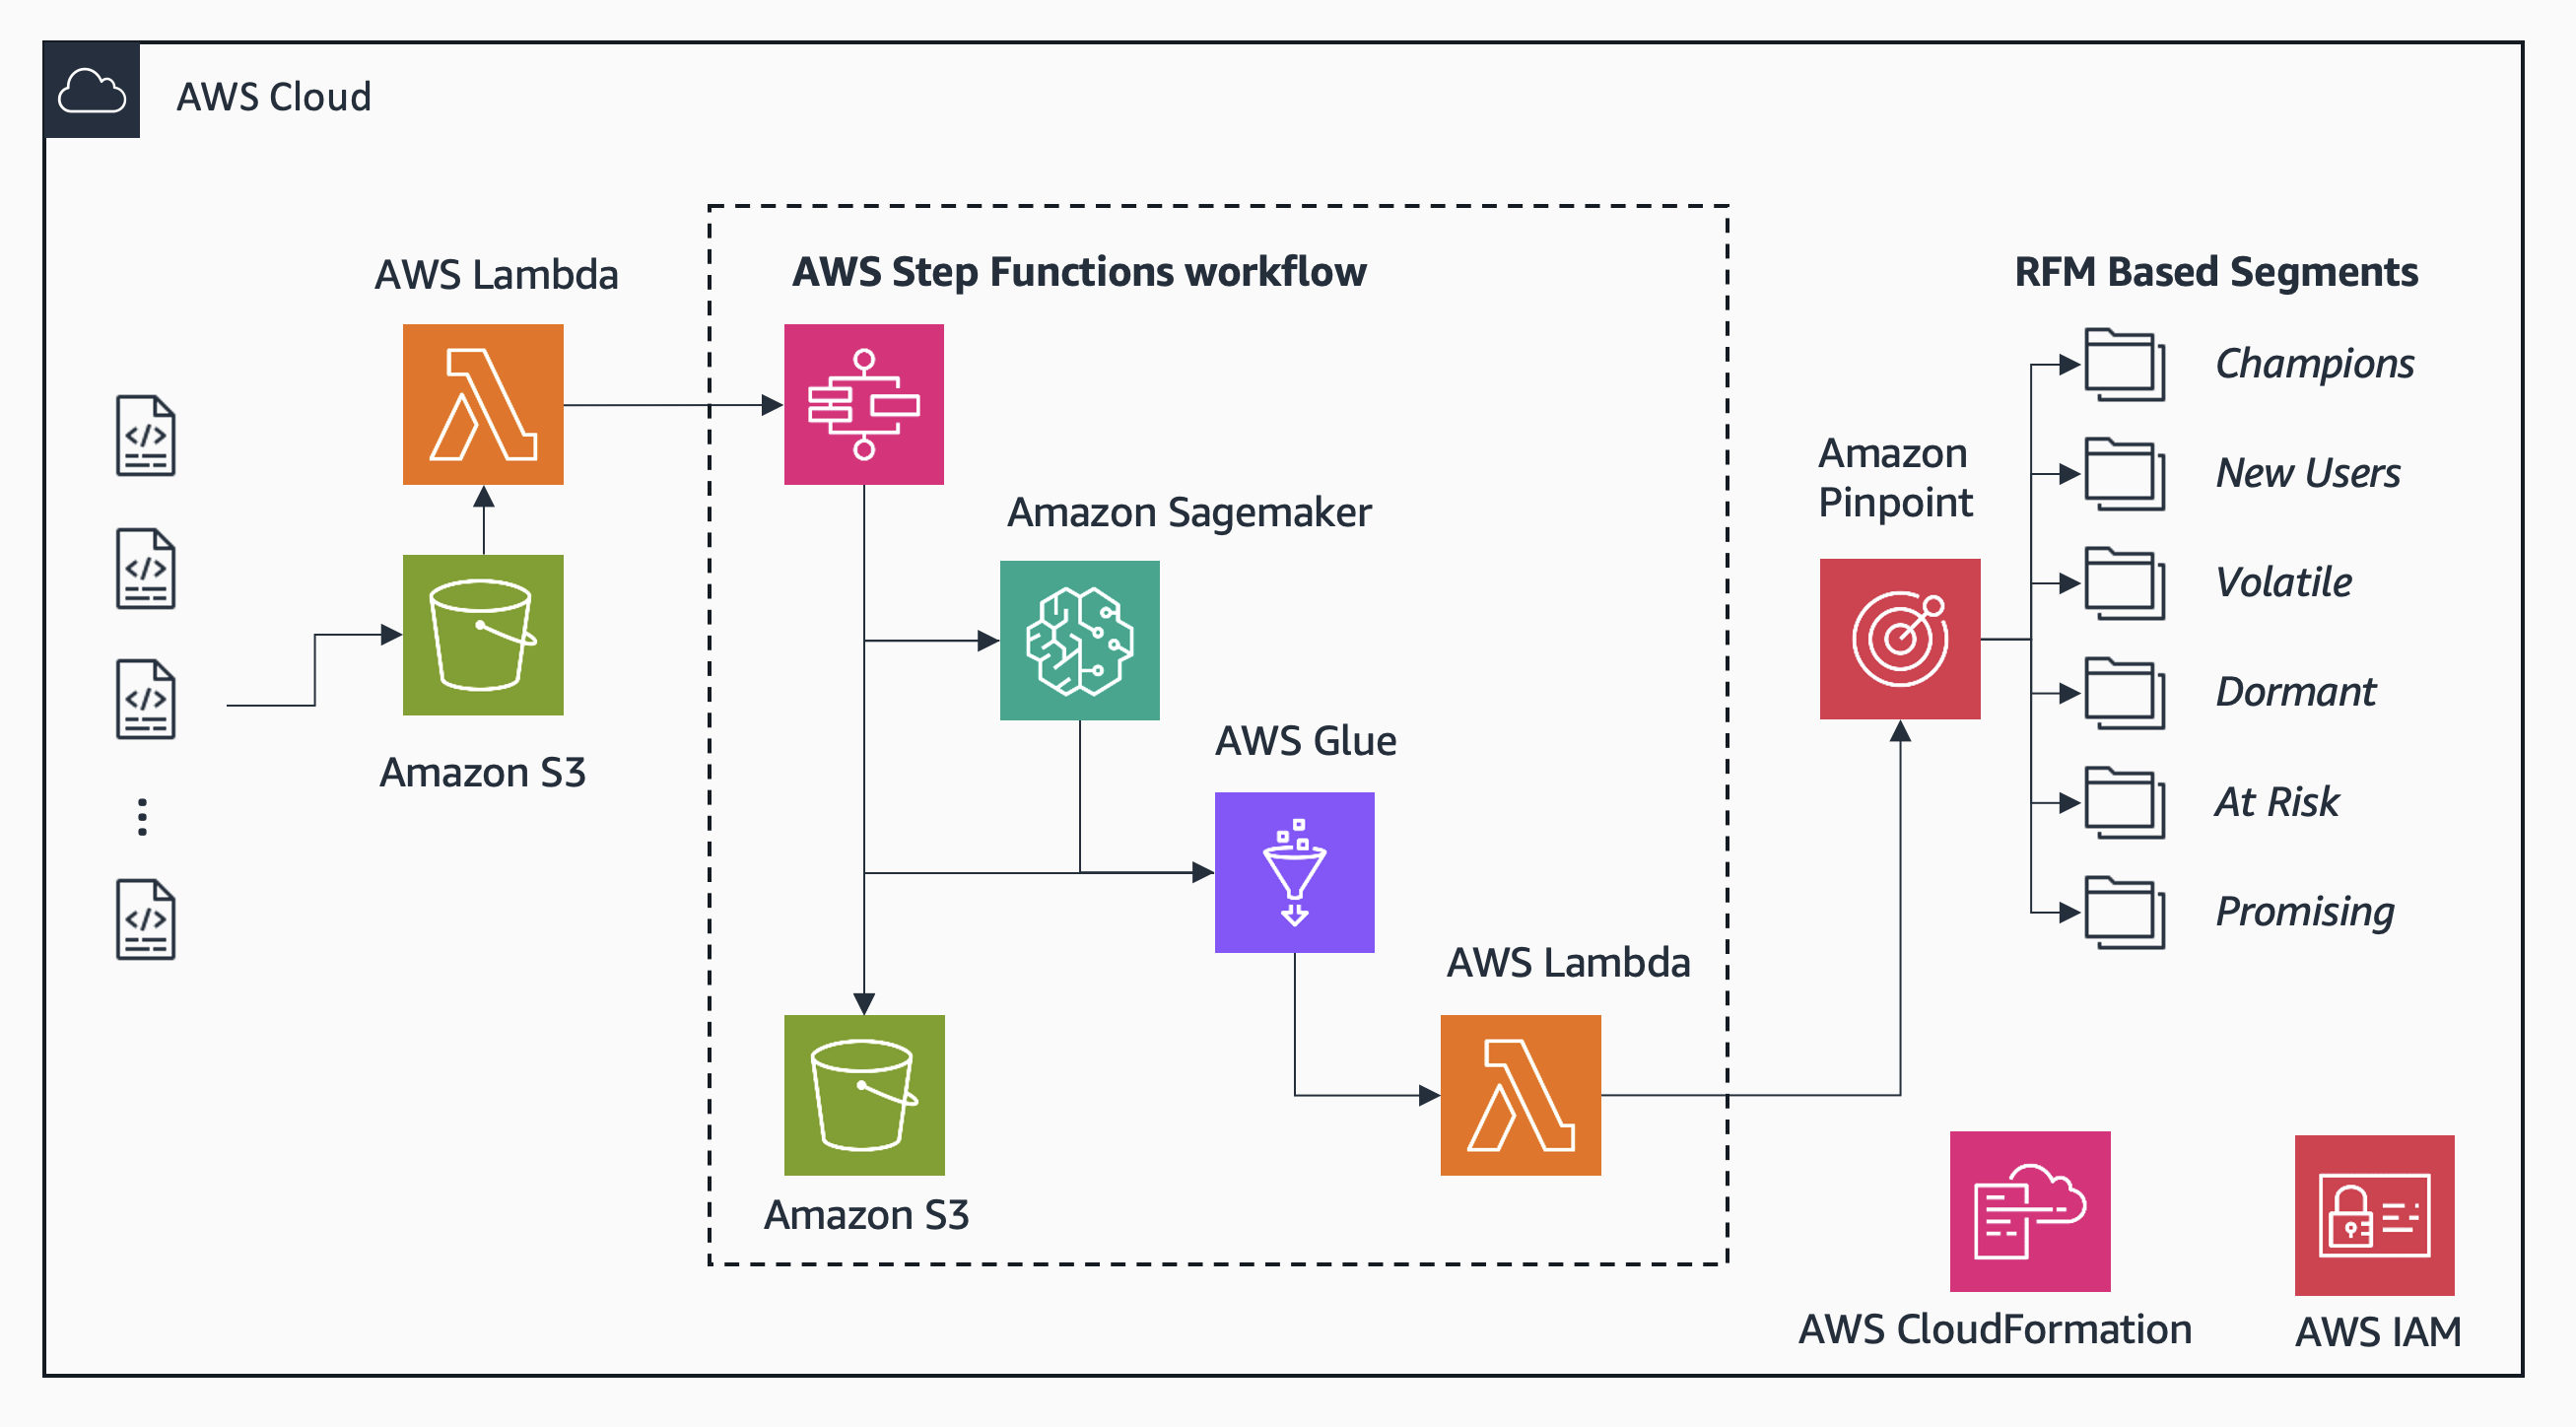 AWS Cloud
AWS Lambda
Amazon S3
AWS Step Functions workflow
Amazon Sagemaker
AWS Glue
AWS Lambda
Amazon S3
Amazon
Pinpoint
RFM Based Segments
Champions
New Users
Volatile
Dormant
At Risk
Promising
AWS CloudFormation
AWS IAM